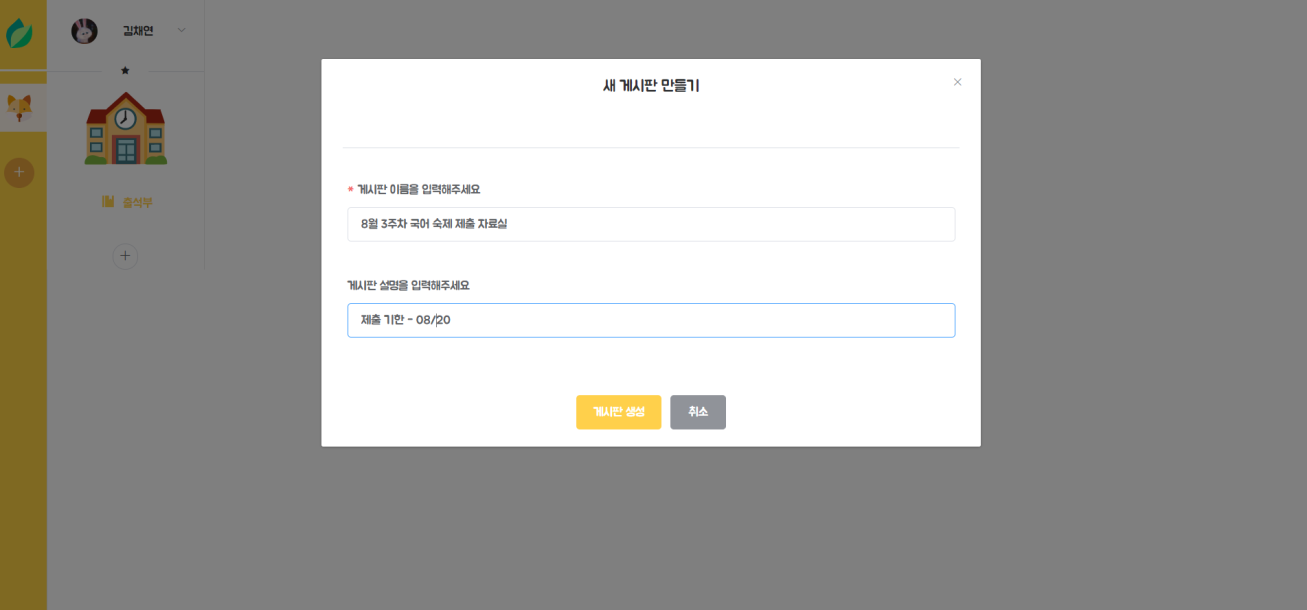 김채연
출석부
새 게시판 만들기
* 게시판 이름을 입력해주세요
8월 3주차 국어 숙제 제출 자료실
게시판 설명을 입력해주세요
제출 기한 - 08/20
게시판 생성
취소